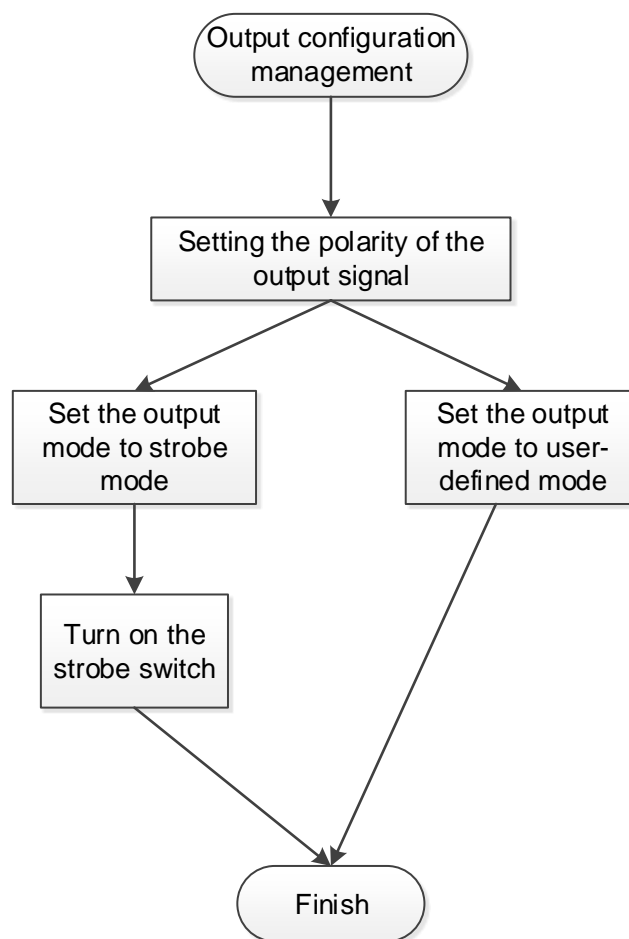 Output configuration
management
Setting the polarity of the
output signal
Set the output
mode to strobe
mode
Set the output
mode to user-
defined mode
Turn on the
strobe switch
Finish